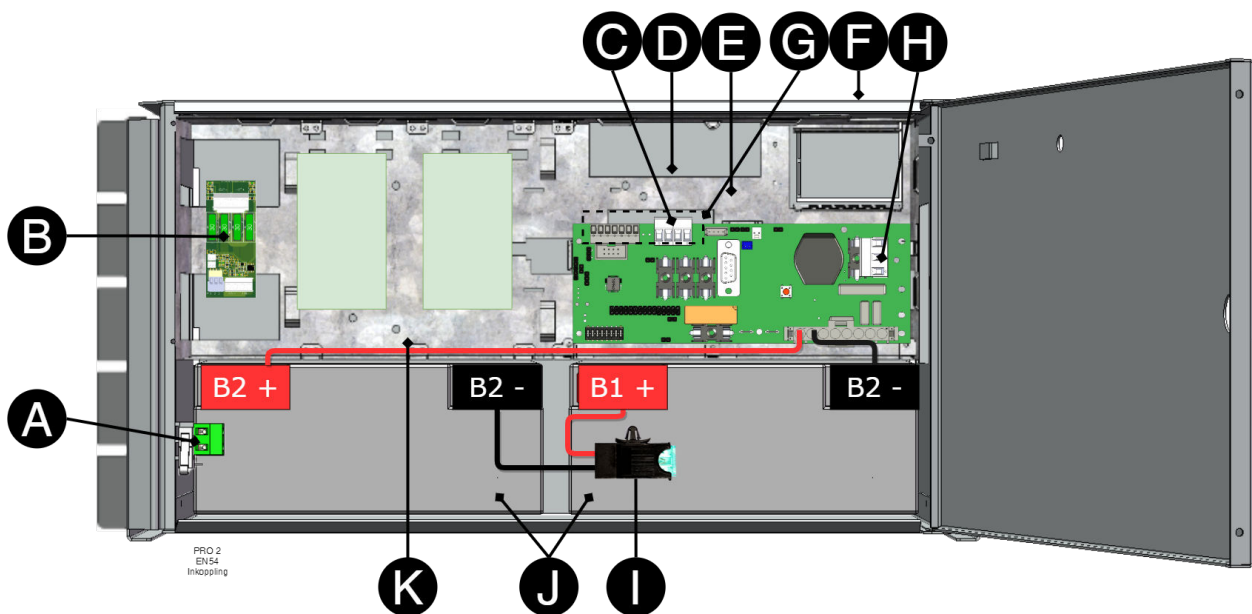 C D E G F H
B
B2 + B2 - B1 + B2 -
A
PRO 2
EN54
Inkoppling
K J I